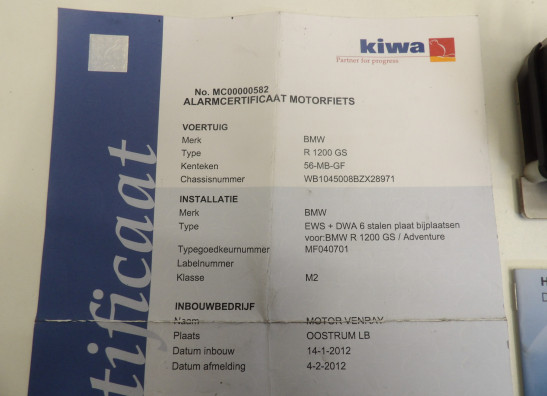 kiwa
Partner for progress
No. MC00000582
ALARMCERTIFICAAT MOTORFIETS
VOERTUIG
Merk BMW
Type R 1200 GS
Kenteken 56-MB-GF
Chassisnummer WB1045008BZX28971
INSTALLATIE
Merk BMW
Type EWS + DWA 6 stalen plaat bijplaatsen
voor:BMW R 1200 GS / Adventure
Typegoedkeurnummer MF040701
Labelnummer
Klasse M2
INBOUWBEDRIJF
Naam MOTOR VENRAY
Plaats OOSTRUM LB
Datum inbouw 14-1-2012
Datum afmelding 4-2-2012
tificaat